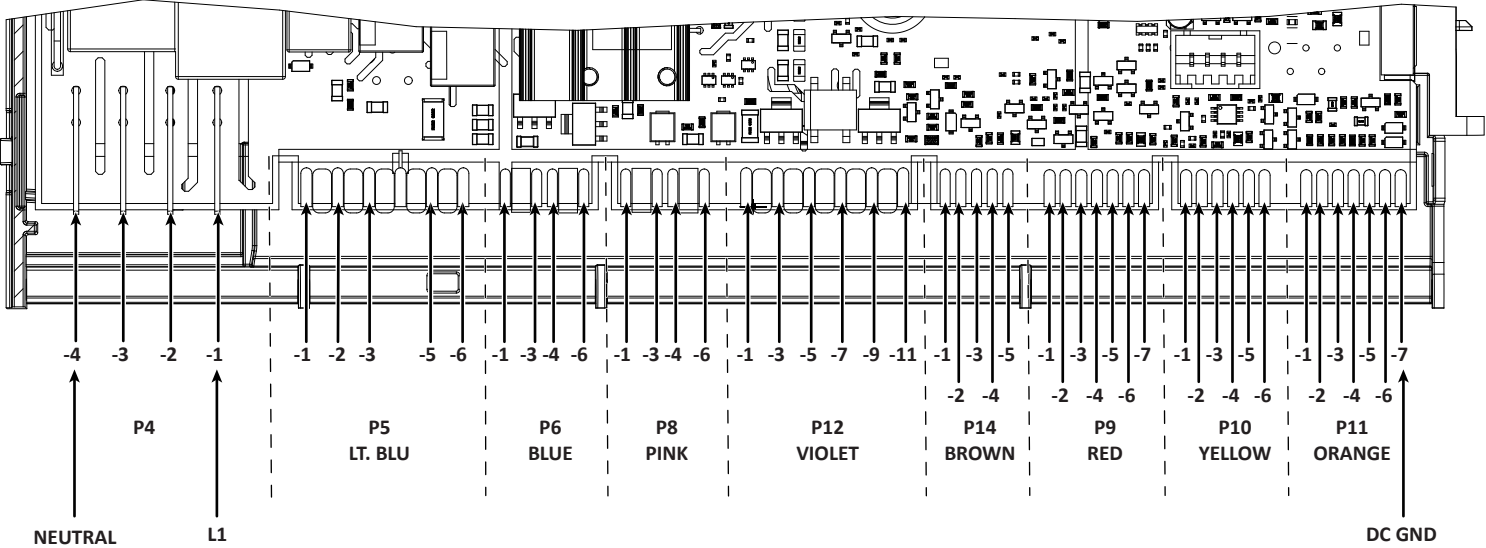 -4 -3 -2 -1 -1 -2 -3 -5 -6 -1 -3 -4 -6 -1 -3 -4 -6 -1 -3 -5 -7 -9 -11 -1 -3 -5 -1 -3 -5 -7 -1 -3 -5 -1 -3 -5 -7
-2 -4 -2 -4 -6 -2 -4 -6 -2 -4 -6
P4 P5 P6 P8 P12 P14 P9 P10 P11
LT. BLU BLUE PINK VIOLET BROWN RED YELLOW ORANGE
NEUTRAL L1 DC GND